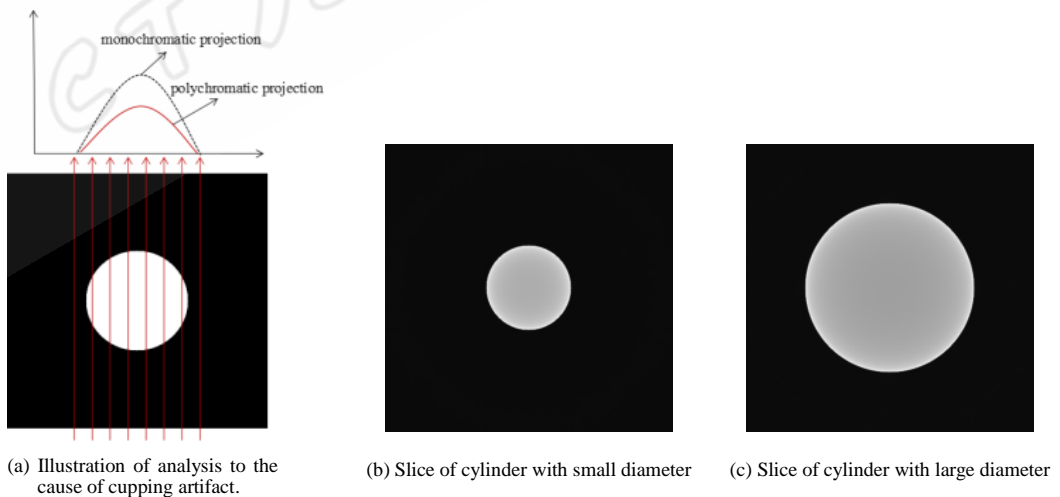 monochromatic projection
polychromatic projection
(a) Illustration of analysis to the
cause of cupping artifact.
(b) Slice of cylinder with small diameter
(c) Slice of cylinder with large diameter